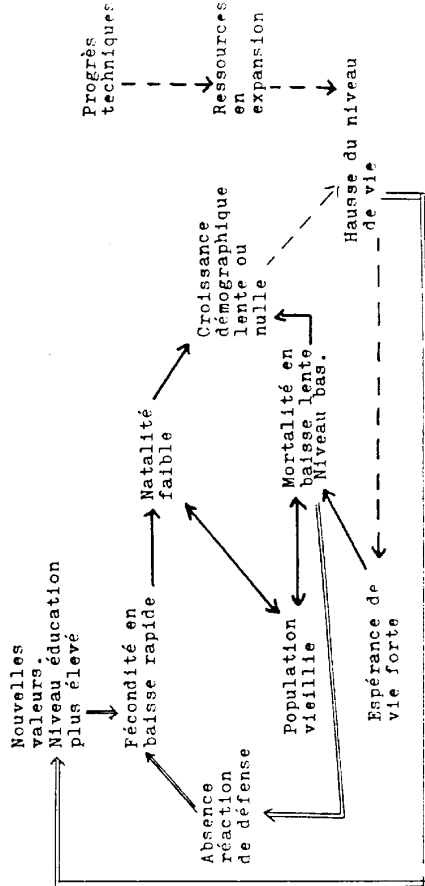 Nouvelles
valeurs.
Niveau éducation
plus élevé
Fécondité en
baisse rapide
Absence
réaction
de défense
Natalité
faible
Population
vieillie
Croissance
démographique
lente ou
nulle
Mortalité en
baisse lente
Niveau bas.
Espérance de
vie forte
Progrès
techniques
Ressources
en
expansion
Hausse du niveau
de vie